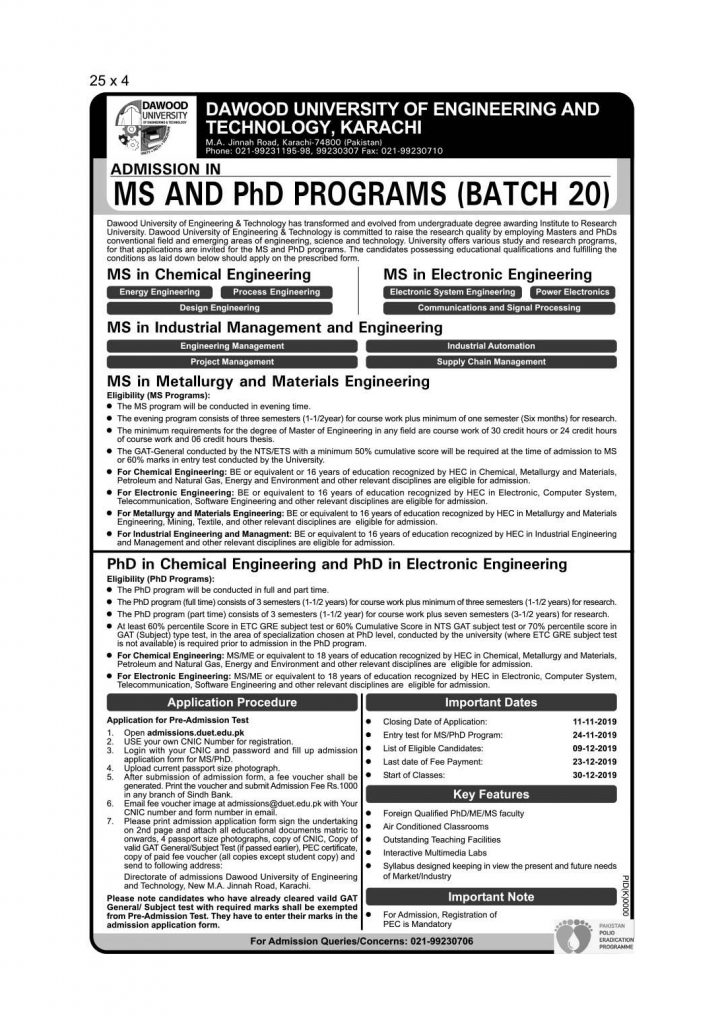 25 x 4
DAWOOD
UNIVERSITY
OF ENGINEERING & TECHNOLOGY
DAWOOD UNIVERSITY OF ENGINEERING AND
TECHNOLOGY, KARACHI
M.A. Jinnah Road, Karachi-74800 (Pakistan)
Phone: 021-99231195-98, 99230307 Fax: 021-99230710
ADMISSION IN
MS AND PhD PROGRAMS (BATCH 20)
Dawood University of Engineering & Technology has transformed and evolved from undergraduate degree awarding Institute to Research
University. Dawood University of Engineering & Technology is committed to raise the research quality by employing Masters and PhDs
conventional field and emerging areas of engineering, science and technology. University offers various study and research programs,
for that applications are invited for the MS and PhD programs. The candidates possessing educational qualifications and fulfilling the
conditions as laid down below should apply on the prescribed form.
MS in Chemical Engineering
Energy Engineering
Process Engineering
Design Engineering
MS in Electronic Engineering
Electronic System Engineering
Power Electronics
Communications and Signal Processing
MS in Industrial Management and Engineering
Engineering Management
Industrial Automation
Project Management
Supply Chain Management
MS in Metallurgy and Materials Engineering
Eligibility (MS Programs):
● The MS program will be conducted in evening time.
● The evening program consists of three semesters (1-1/2year) for course work plus minimum of one semester (Six months) for research.
● The minimum requirements for the degree of Master of Engineering in any field are course work of 30 credit hours or 24 credit hours
of course work and 06 credit hours thesis.
● The GAT-General conducted by the NTS/ETS with a minimum 50% cumulative score will be required at the time of admission to MS
or 60% marks in entry test conducted by the University.
● For Chemical Engineering: BE or equivalent or 16 years of education recognized by HEC in Chemical, Metallurgy and Materials,
Petroleum and Natural Gas, Energy and Environment and other relevant disciplines are eligible for admission.
● For Electronic Engineering: BE or equivalent to 16 years of education recognized by HEC in Electronic, Computer System,
Telecommunication, Software Engineering and other relevant disciplines are eligible for admission.
● For Metallurgy and Materials Engineering: BE or equivalent to 16 years of education recognized by HEC in Metallurgy and Materials
Engineering, Mining, Textile, and other relevant disciplines are eligible for admission.
● For Industrial Engineering and Managment: BE or equivalent to 16 years of education recognized by HEC in Industrial Engineering
and Management and other relevant disciplines are eligible for admission.
PhD in Chemical Engineering and PhD in Electronic Engineering
Eligibility (PhD Programs):
● The PhD program will be conducted in full and part time.
● The PhD program (full time) consists of 3 semesters (1-1/2 years) for course work plus minimum of three semesters (1-1/2 years) for research.
● The PhD program (part time) consists of 3 semesters (1-1/2 year) for course work plus seven semesters (3-1/2 years) for research.
● At least 60% percentile Score in ETC GRE subject test or 60% Cumulative Score in NTS GAT subject test or 70% percentile score in
GAT (Subject) type test, in the area of specialization chosen at PhD level, conducted by the university (where ETC GRE subject test
is not available) is required prior to admission in the PhD program.
● For Chemical Engineering: MS/ME or equivalent to 18 years of education recognized by HEC in Chemical, Metallurgy and Materials,
Petroleum and Natural Gas, Energy and Environment and other relevant disciplines are eligible for admission.
● For Electronic Engineering: MS/ME or equivalent to 18 years of education recognized by HEC in Electronic, Computer System,
Telecommunication, Software Engineering and other relevant disciplines are eligible for admission.
Application Procedure
Application for Pre-Admission Test
1. Open admissions.duet.edu.pk
2. USE your own CNIC Number for registration.
3. Login with your CNIC and password and fill up admission
application form for MS/PhD.
4. Upload current passport size photograph.
5. After submission of admission form, a fee voucher shall be
generated. Print the voucher and submit Admission Fee Rs.1000
in any branch of Sindh Bank.
6. Email fee voucher image at admissions@duet.edu.pk with Your
CNIC number and form number in email.
7. Please print admission application form sign the undertaking
on 2nd page and attach all educational documents matric to
onwards, 4 passport size photographs, copy of CNIC, Copy of
valid GAT General/Subject Test (if passed earlier), PEC certificate,
copy of paid fee voucher (all copies except student copy) and
send to following address:
Directorate of admissions Dawood University of Engineering
and Technology, New M.A. Jinnah Road, Karachi.
Please note candidates who have already cleared vaild GAT
General/ Subject test with required marks shall be exempted
from Pre-Admission Test. They have to enter their marks in the
admission application form.
Important Dates
● Closing Date of Application: 11-11-2019
● Entry test for MS/PhD Program: 24-11-2019
● List of Eligible Candidates: 09-12-2019
● Last date of Fee Payment: 23-12-2019
● Start of Classes: 30-12-2019
Key Features
● Foreign Qualified PhD/ME/MS faculty
● Air Conditioned Classrooms
● Outstanding Teaching Facilities
● Interactive Multimedia Labs
● Syllabus designed keeping in view the present and future needs
of Market/Industry
Important Note
● For Admission, Registration of
PEC is Mandatory
PID(K)0000
For Admission Queries/Concerns: 021-99230706
PAKISTAN
POLIO
ERADICATION
PROGRAMME